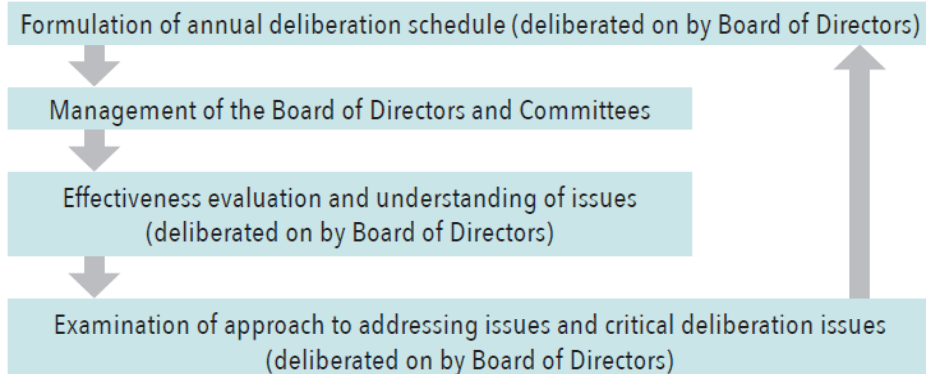 Formulation of annual deliberation schedule (deliberated on by Board of Directors)
Management of the Board of Directors and Committees
Effectiveness evaluation and understanding of issues
(deliberated on by Board of Directors)
Examination of approach to addressing issues and critical deliberation issues
(deliberated on by Board of Directors)